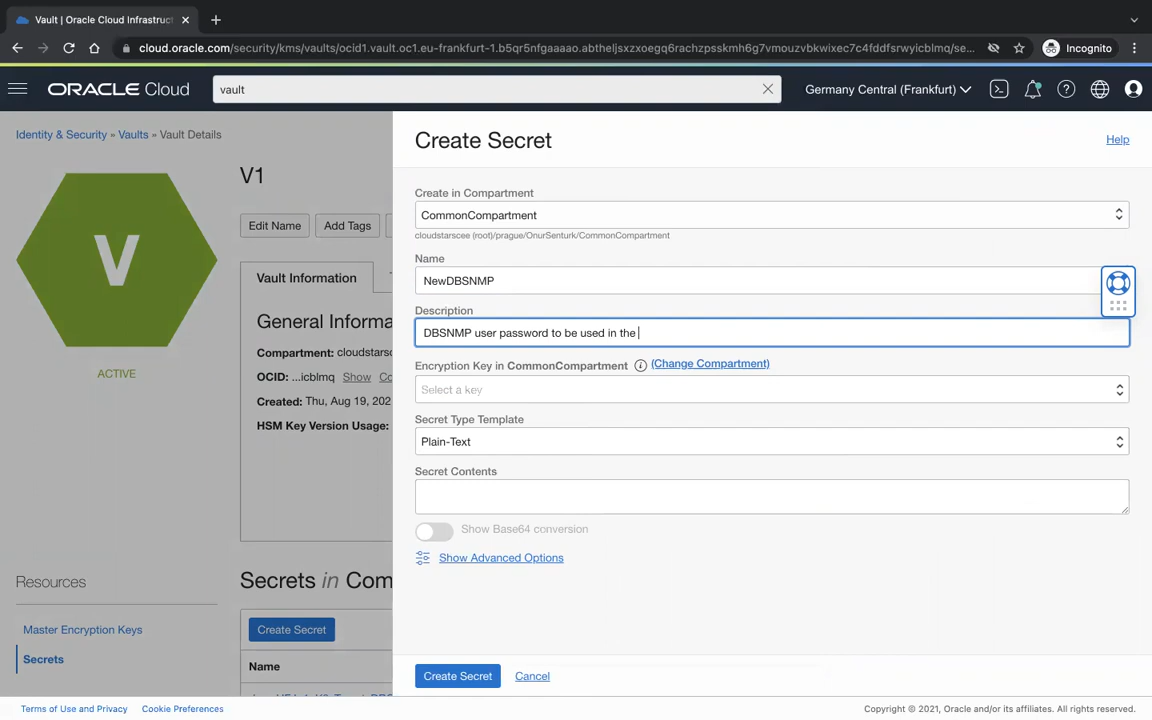 Vault | Oracle Cloud Infrastruct
cloud.oracle.com/security/kms/vaults/ocid1.vault.oc1.eu-frankfurt-1.b5qr5nfgaaaao.abtheljsxzxoegq6rachzpsskmh6g7vmouzvbkwixec7c4fddfsrwyicblmq/se...
Incognito
ORACLE Cloud
vault
Germany Central (Frankfurt)
Identity & Security » Vaults » Vault Details
V
ACTIVE
V1
Edit Name
Add Tags
Vault Information
General Informa
Compartment: cloudstarsc
OCID: ...icblmq Show Co
Created: Thu, Aug 19, 202
HSM Key Version Usage:
Resources
Master Encryption Keys
Secrets
Secrets in Com
Create Secret
Name
Create Secret
Help
Create in Compartment
CommonCompartment
cloudstarscee (root)/prague/OnurSenturk/CommonCompartment
Name
NewDBSNMP
Description
DBSNMP user password to be used in the
Encryption Key in CommonCompartment (Change Compartment)
Select a key
Secret Type Template
Plain-Text
Secret Contents
Show Base64 conversion
Show Advanced Options
Create Secret
Cancel
Terms of Use and Privacy
Cookie Preferences
Copyright © 2021, Oracle and/or its affiliates. All rights reserved.